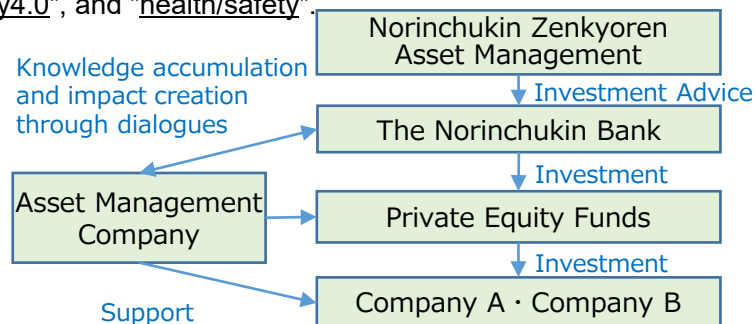 y4.0", and "health/safety".
Norinchukin Zenkyoren
Asset Management
Knowledge accumulation
and impact creation
through dialogues
Investment Advice
The Norinchukin Bank
Investment
Asset Management
Company
Private Equity Funds
Investment
Company A・Company B
Support